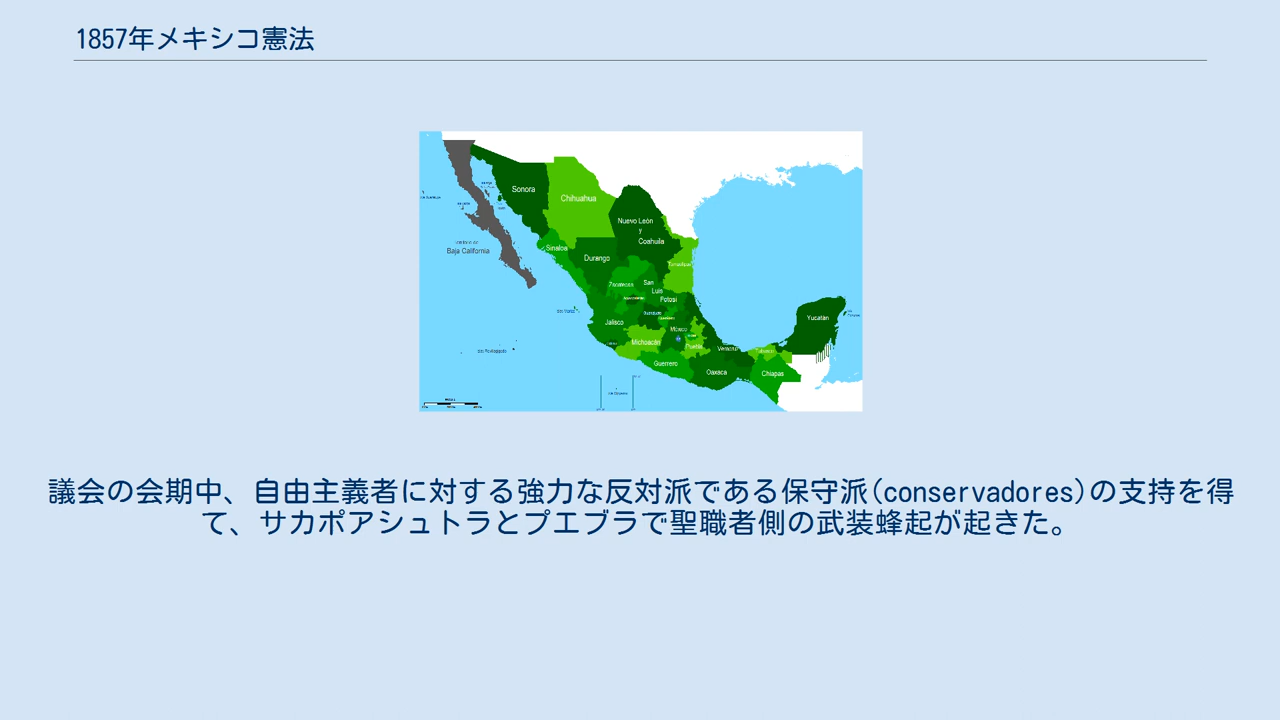 1857年メキシコ憲法
Sonora
Chihuahua
Nuevo León
y
Coahuila
Baja California
Sinaloa
Durango
Tamaulipas
Zacatecas
San
Luis
Potosí
Yucatán
Jalisco
México
Michoacán
Puebla
Veracruz
Tabasco
Guerrero
Oaxaca
Chiapas
議会の会期中、自由主義者に対する強力な反対派である保守派(conservadores)の支持を得
て、サカポアシュトラとプエブラで聖職者側の武装蜂起が起きた。